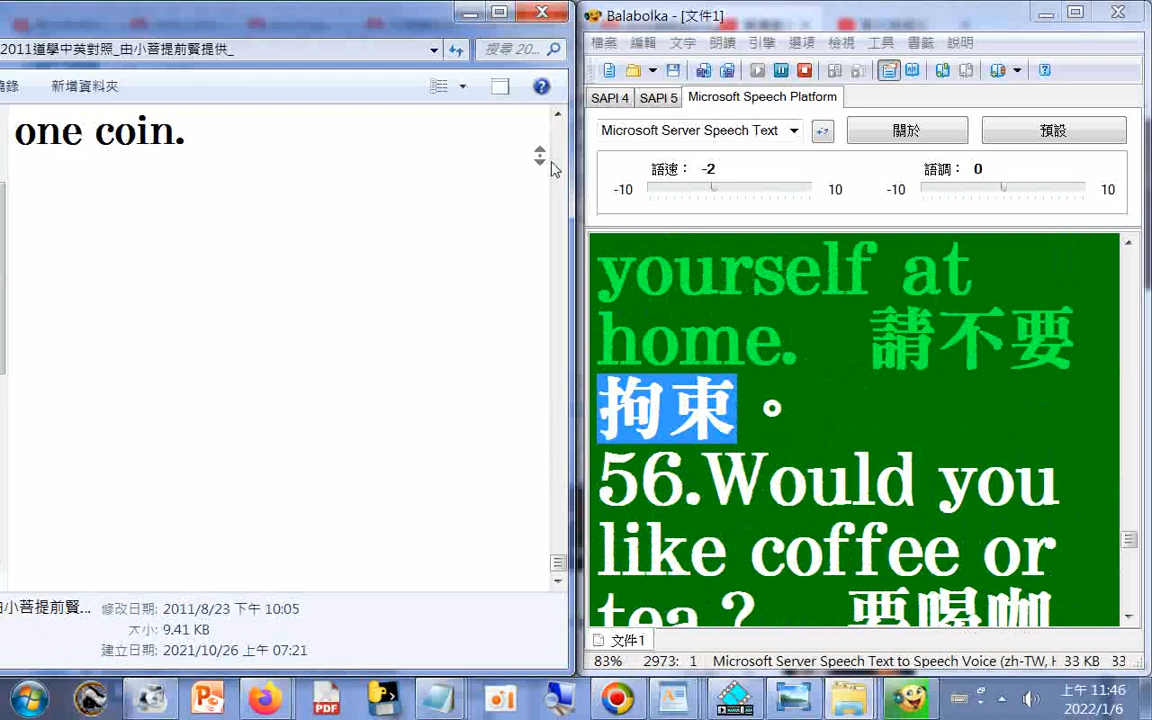 2011道學中英對照_由小菩提前賢提供_
搜尋 20...
新增資料夾
one coin.
修改日期: 2011/8/23 下午 10:05
大小: 9.41 KB
建立日期: 2021/10/26 上午 07:21
Balabolka - [文件1]
檔案 編輯 文字 朗讀 引擎 選項 檢視 工具 書籤 說明
SAPI 4 SAPI 5 Microsoft Speech Platform
Microsoft Server Speech Text 關於 預設
語速： -2 語調： 0
-10 10 -10 10
yourself at
home. 請不要
拘束。
56.Would you
like coffee or
tea？ 要喝咖
文件1
83% 2973: 1 Microsoft Server Speech Text to Speech Voice (zh-TW, H 33 KB 33
PDF
上午 11:46
2022/1/6